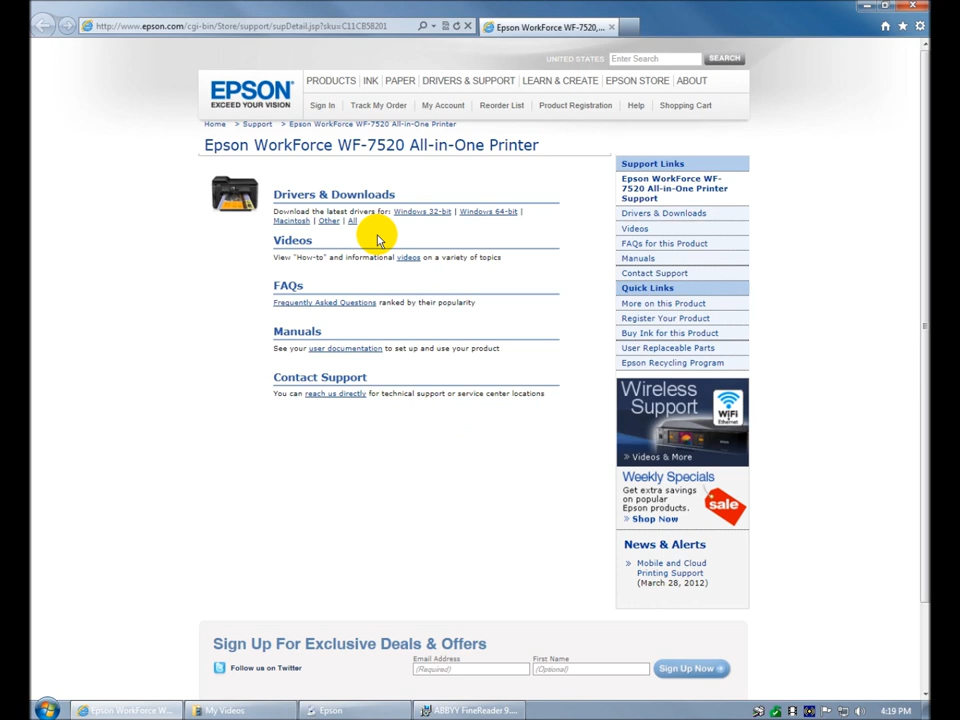 http://www.epson.com/cgi-bin/Store/support/supDetail.jsp?sku=C11CB58201
Epson WorkForce WF-7520,...
UNITED STATES Enter Search SEARCH
EPSON
EXCEED YOUR VISION
PRODUCTS INK PAPER DRIVERS & SUPPORT LEARN & CREATE EPSON STORE ABOUT
Sign In Track My Order My Account Reorder List Product Registration Help Shopping Cart
Home > Support > Epson WorkForce WF-7520 All-in-One Printer
Epson WorkForce WF-7520 All-in-One Printer
Drivers & Downloads
Download the latest drivers for: Windows 32-bit | Windows 64-bit |
Macintosh | Other | All
Videos
View "How-to" and informational videos on a variety of topics
FAQs
Frequently Asked Questions ranked by their popularity
Manuals
See your user documentation to set up and use your product
Contact Support
You can reach us directly for technical support or service center locations
Support Links
Epson WorkForce WF-
7520 All-in-One Printer
Support
Drivers & Downloads
Videos
FAQs for this Product
Manuals
Contact Support
Quick Links
More on this Product
Register Your Product
Buy Ink for this Product
User Replaceable Parts
Epson Recycling Program
Wireless
Support
WiFi
Ethernet
» Videos & More
Weekly Specials
Get extra savings
on popular
Epson products.
» Shop Now
sale
News & Alerts
» Mobile and Cloud
Printing Support
(March 28, 2012)
Sign Up For Exclusive Deals & Offers
Follow us on Twitter
Email Address
(Required)
First Name
(Optional)
Sign Up Now
Epson WorkForce W...
My Videos
Epson
ABBYY FineReader 9....
4:19 PM